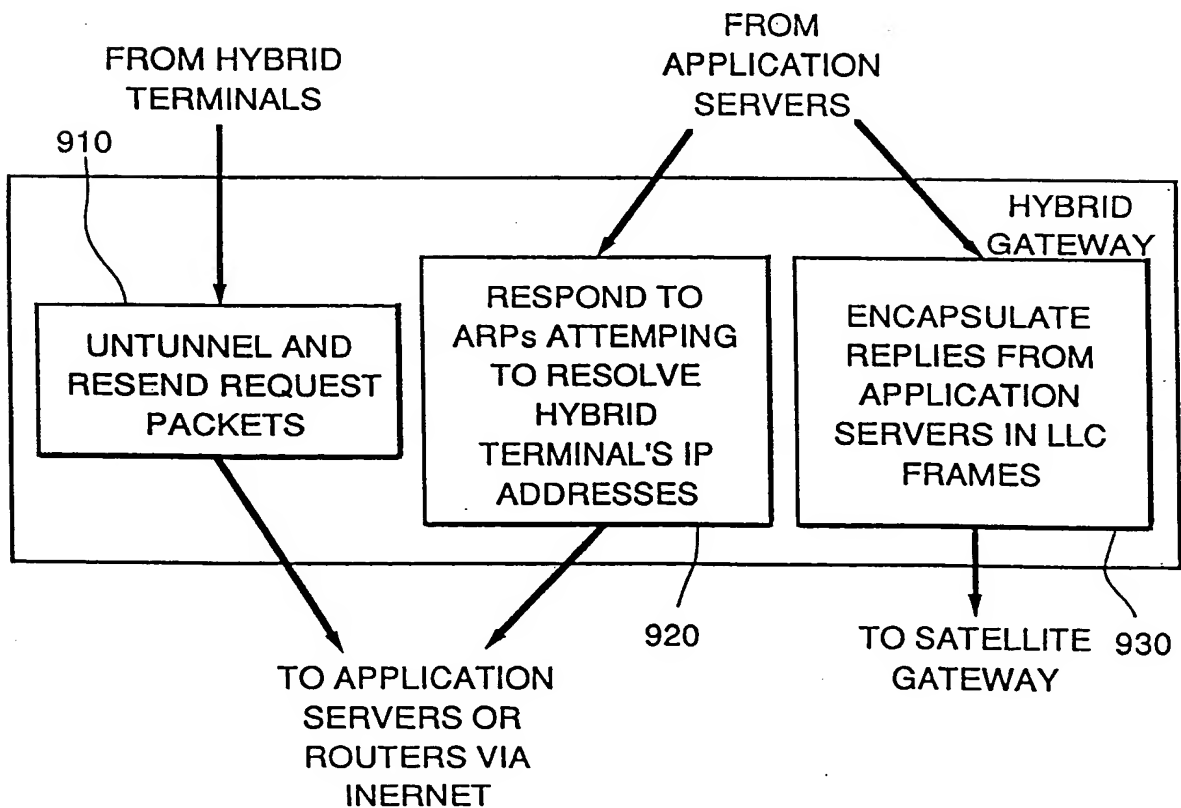 FROM HYBRID
TERMINALS
FROM
APPLICATION
SERVERS
910
HYBRID
GATEWAY
UNTUNNEL AND
RESEND REQUEST
PACKETS
RESPOND TO
ARPs ATTEMPING
TO RESOLVE
HYBRID
TERMINAL'S IP
ADDRESSES
ENCAPSULATE
REPLIES FROM
APPLICATION
SERVERS IN LLC
FRAMES
920
930
TO APPLICATION
SERVERS OR
ROUTERS VIA
INERNET
TO SATELLITE
GATEWAY